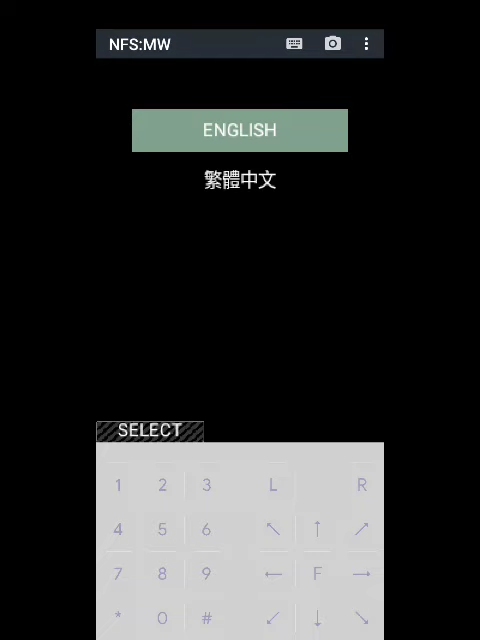 NFS:MW
ENGLISH
繁體中文
SELECT
1 2 3 L R
4 5 6 ↖ ↑ ↗
7 8 9 ← F →
* 0 # ↙ ↓ ↘